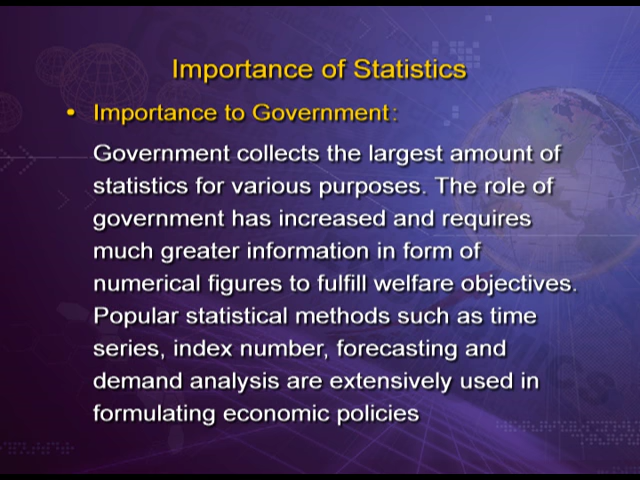 Importance of Statistics
• Importance to Government:
Government collects the largest amount of
statistics for various purposes. The role of
government has increased and requires
much greater information in form of
numerical figures to fulfill welfare objectives.
Popular statistical methods such as time
series, index number, forecasting and
demand analysis are extensively used in
formulating economic policies